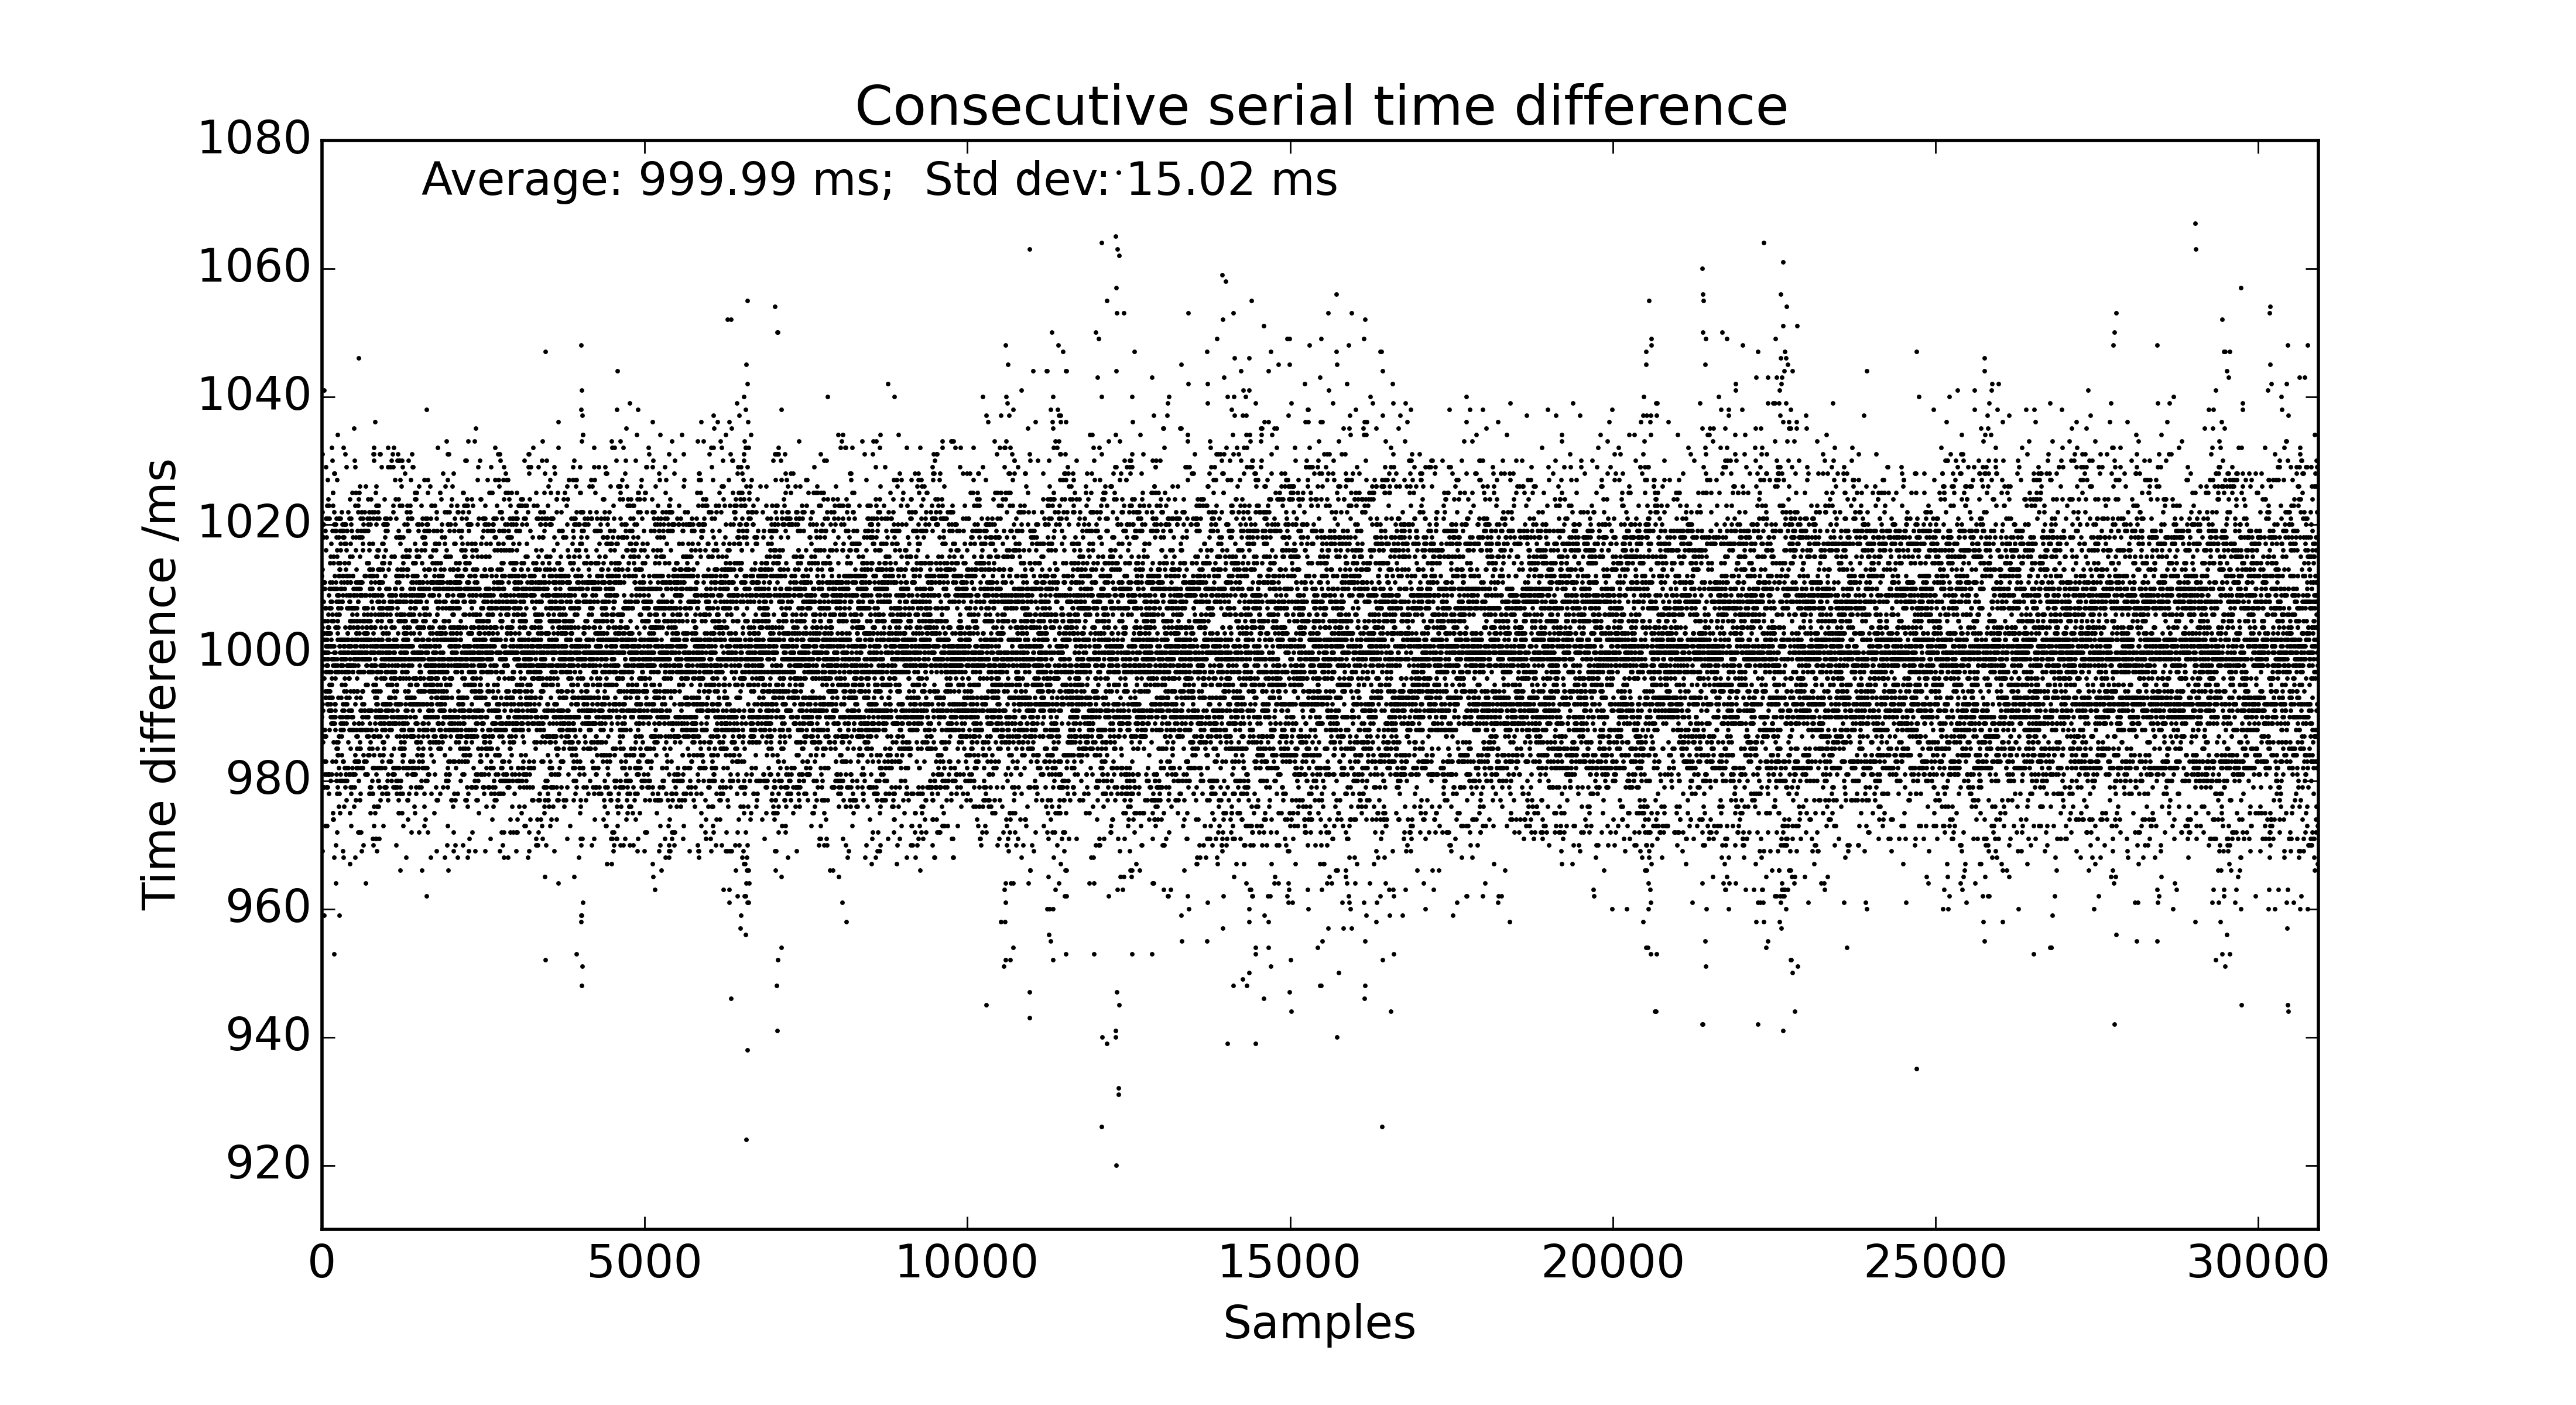 Consecutive serial time difference
Average: 999.99 ms;  Std dev: 15.02 ms
1080
1060
1040
1020
1000
980
960
940
920
Time difference /ms
0 5000 10000 15000 20000 25000 30000
Samples